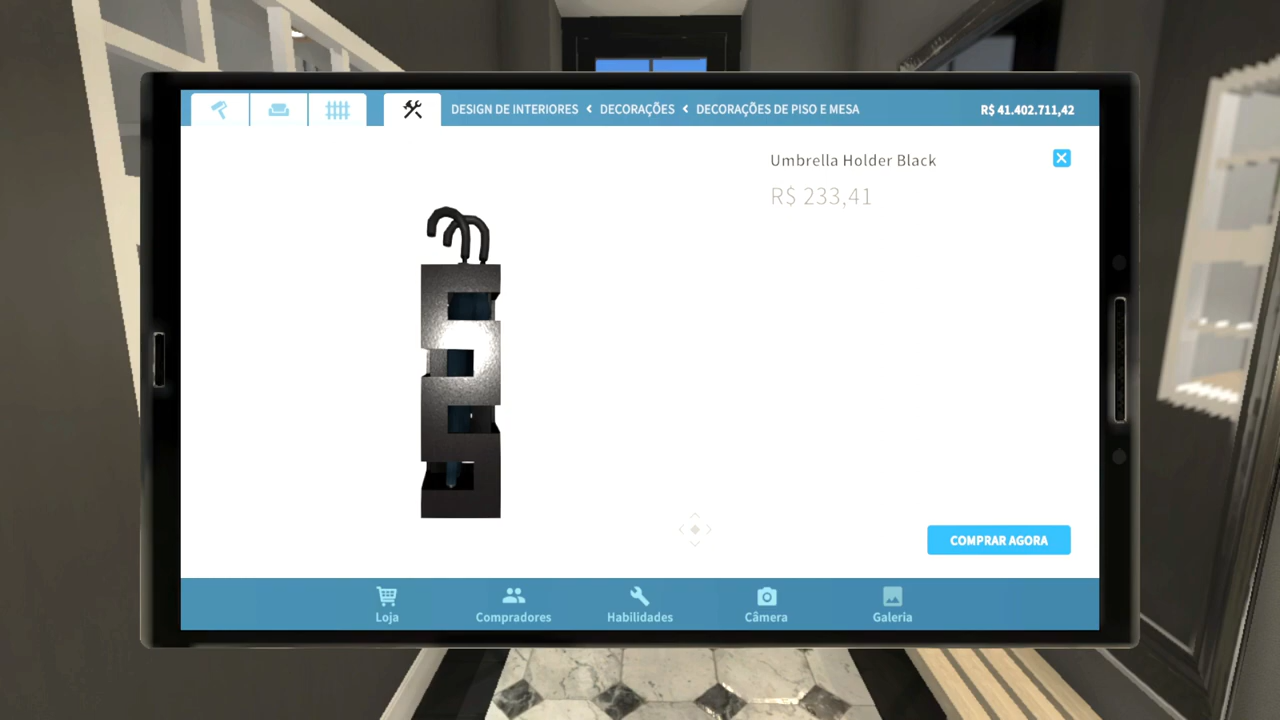 DESIGN DE INTERIORES < DECORAÇÕES < DECORAÇÕES DE PISO E MESA
R$ 41.402.711,42
Umbrella Holder Black
R$ 233,41
COMPRAR AGORA
Loja
Compradores
Habilidades
Câmera
Galeria